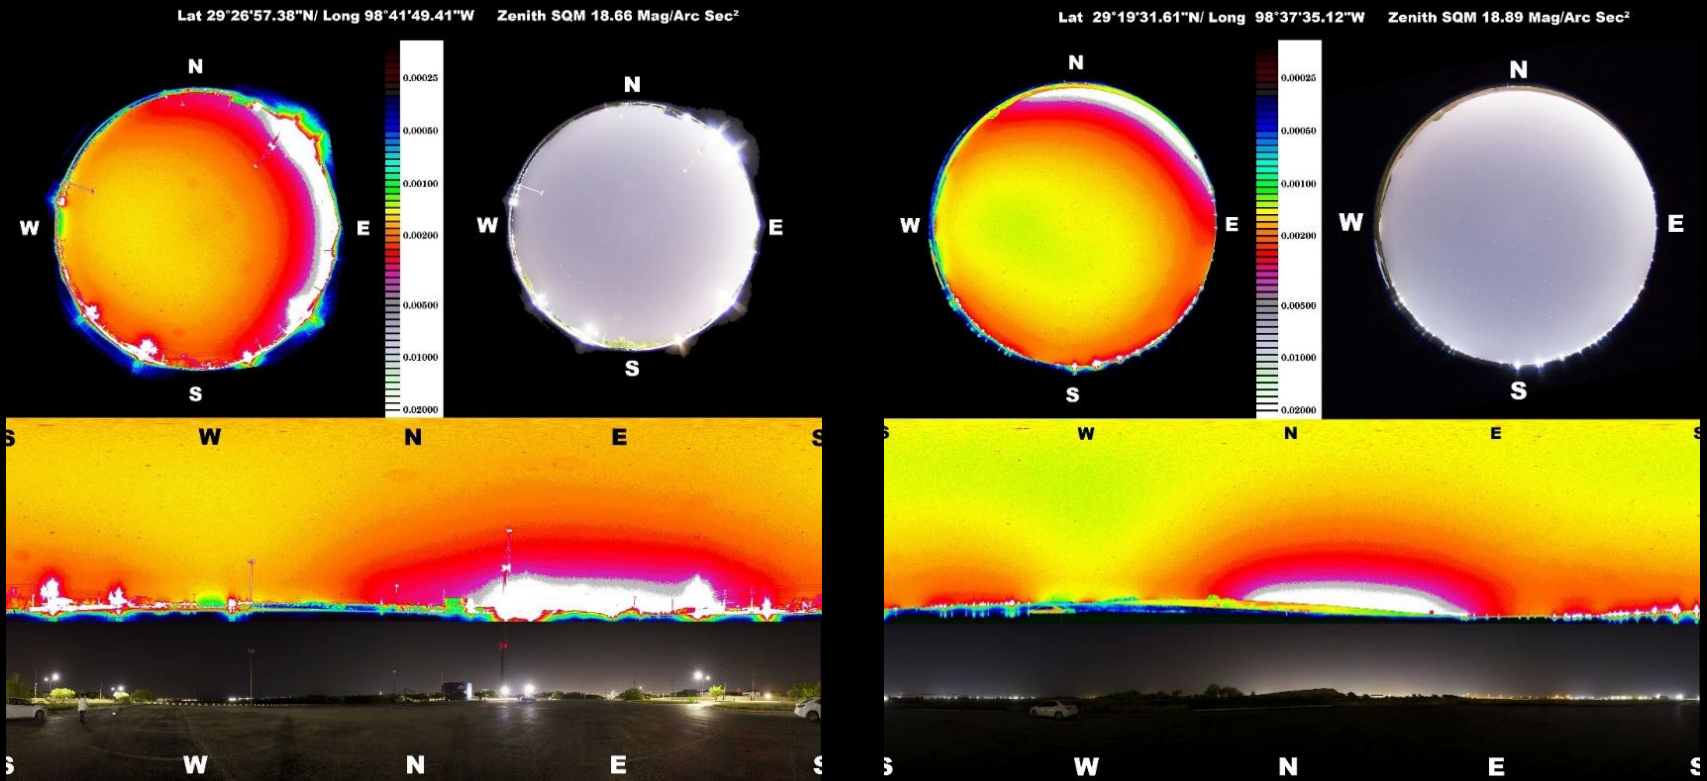 Lat 29°26'57.38"N/ Long 98°41'49.41"W Zenith SQM 18.66 Mag/Arc Sec²
N
W
E
S
0.00025
0.00050
0.00100
0.00200
0.00500
0.01000
0.02000
N
W
E
S
S W N E S
S W N E S
Lat 29°19'31.61"N/ Long 98°37'35.12"W Zenith SQM 18.89 Mag/Arc Sec²
N
W
E
S
0.00025
0.00050
0.00100
0.00200
0.00500
0.01000
0.02000
N
W
E
S
S W N E S
S W N E S